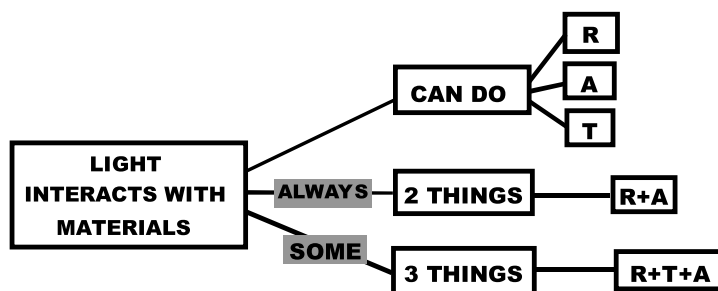 R
CAN DO
A
T
LIGHT
INTERACTS WITH
MATERIALS
ALWAYS
2 THINGS
R+A
SOME
3 THINGS
R+T+A